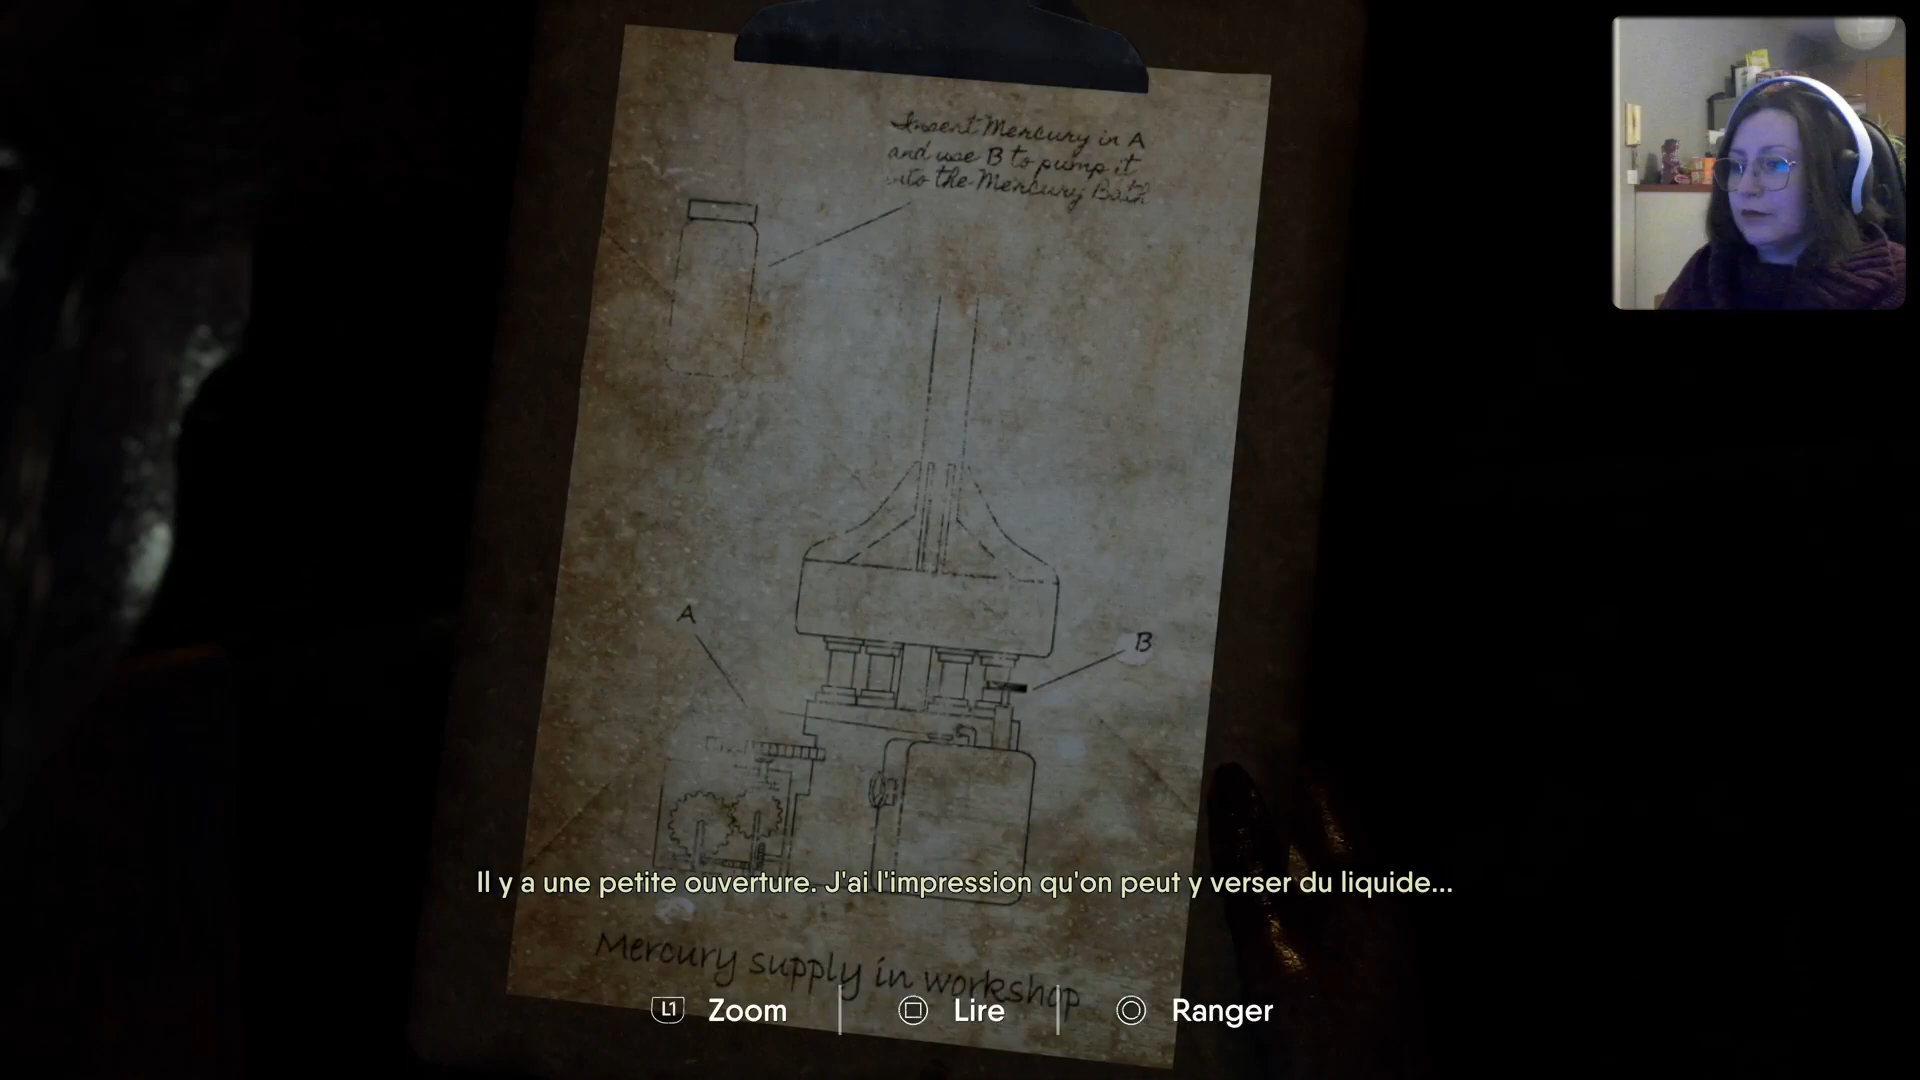 Insert Mercury in A
and use B to pump it
into the Mercury Bath
A
B
Il y a une petite ouverture. J'ai l'impression qu'on peut y verser du liquide...
Mercury supply in workshop
L1 Zoom
Lire
Ranger